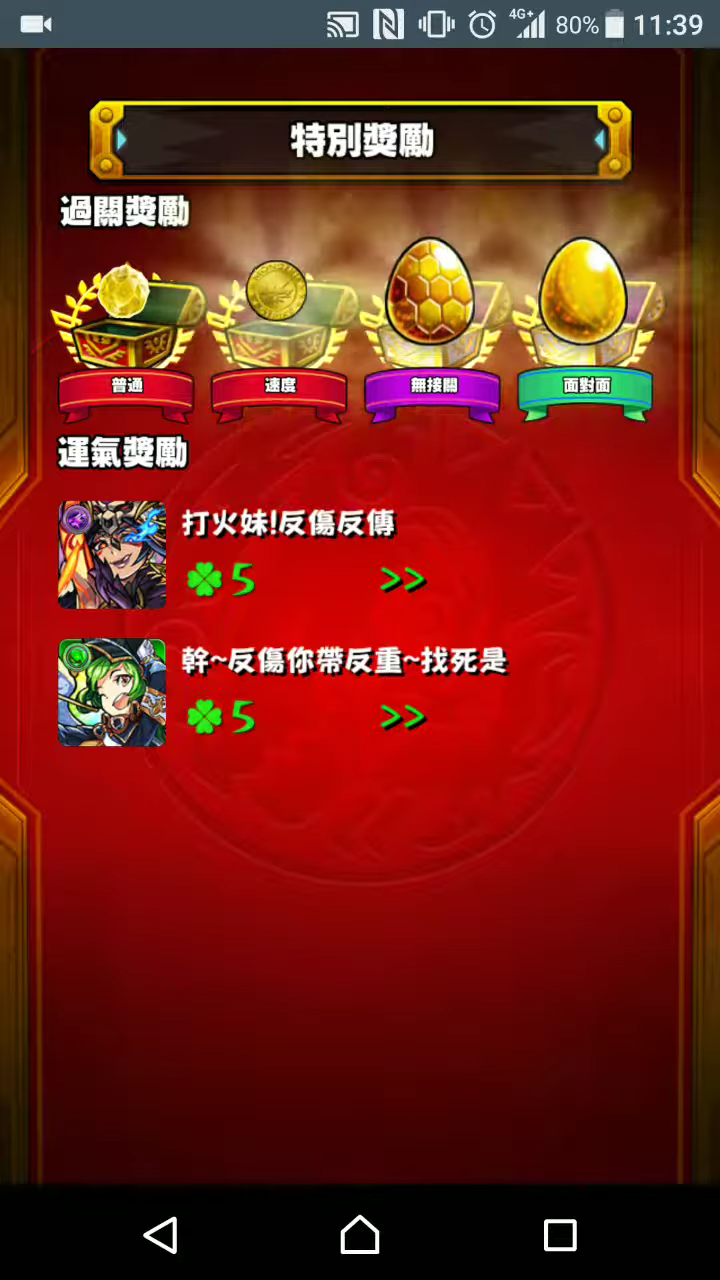 4G+ 80% 11:39
特別獎勵
過關獎勵
普通 速度 無接關 面對面
運氣獎勵
打火妹!反傷反傳
5 >>
幹~反傷你帶反重~找死是
5 >>